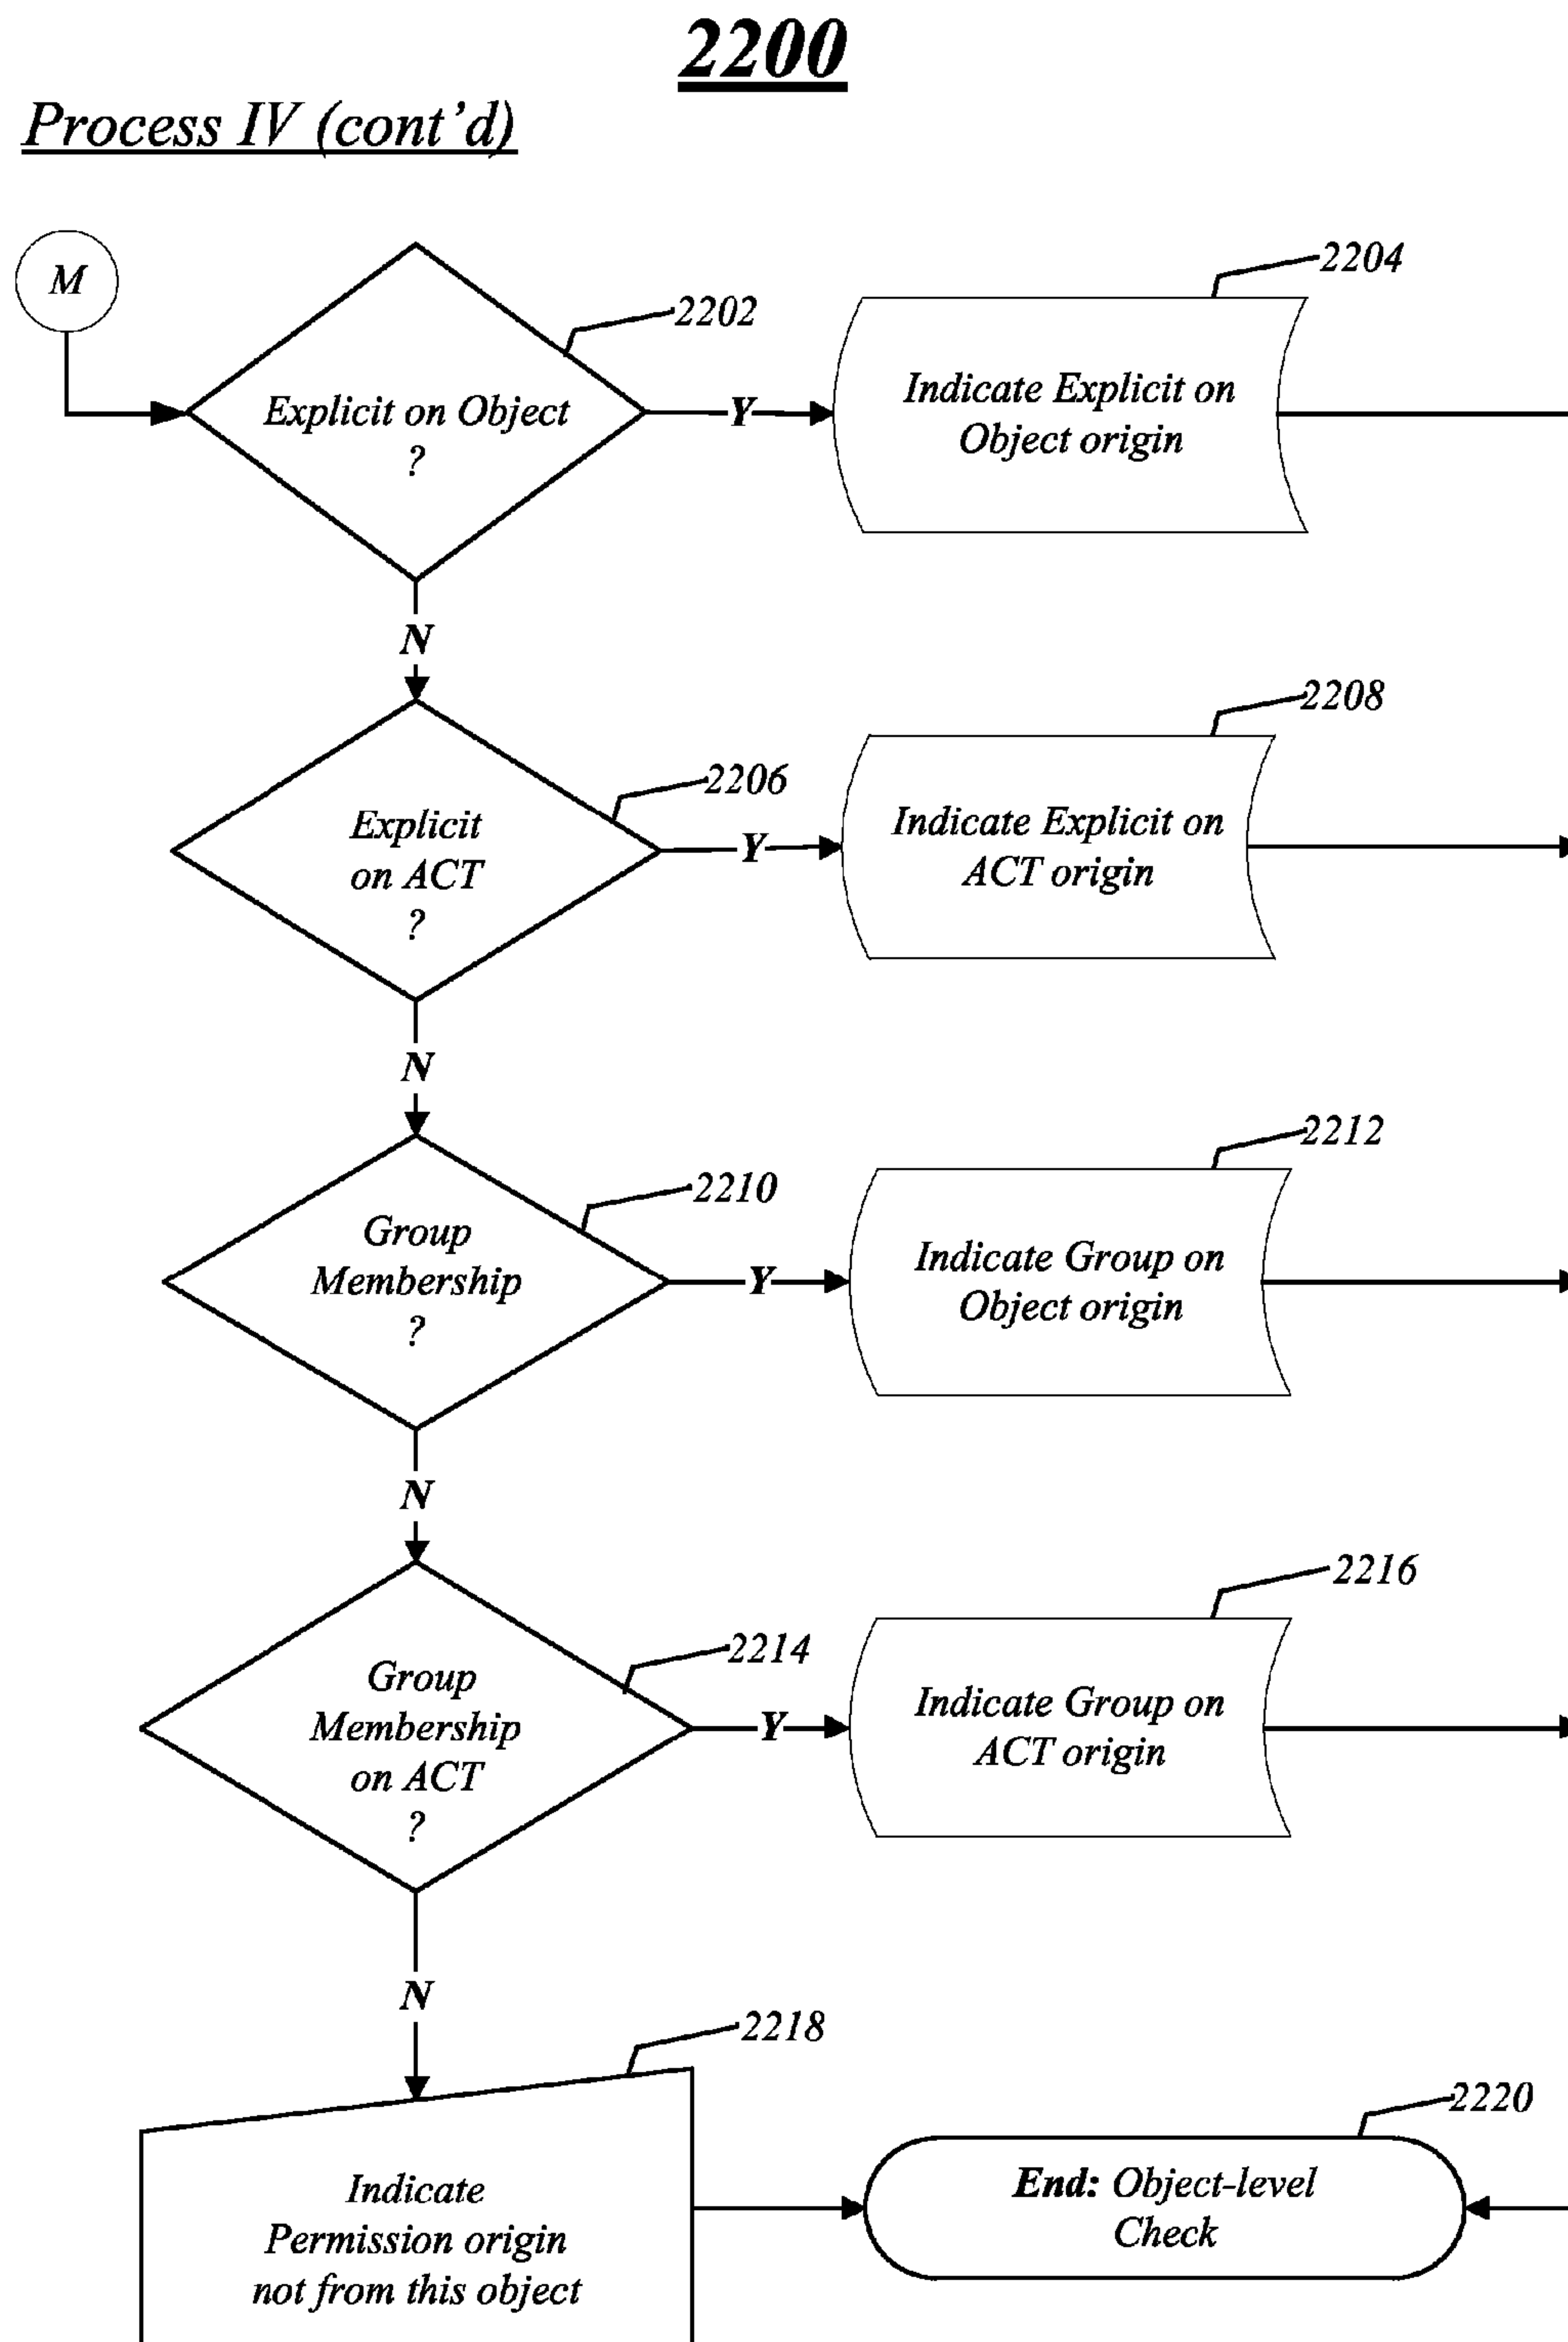 2200
Process IV (cont'd)
M
2202
Explicit on Object
?
Y
2204
Indicate Explicit on
Object origin
N
2206
Explicit
on ACT
?
Y
2208
Indicate Explicit on
ACT origin
N
2210
Group
Membership
?
Y
2212
Indicate Group on
Object origin
N
2214
Group
Membership
on ACT
?
Y
2216
Indicate Group on
ACT origin
N
2218
Indicate
Permission origin
not from this object
2220
End: Object-level
Check